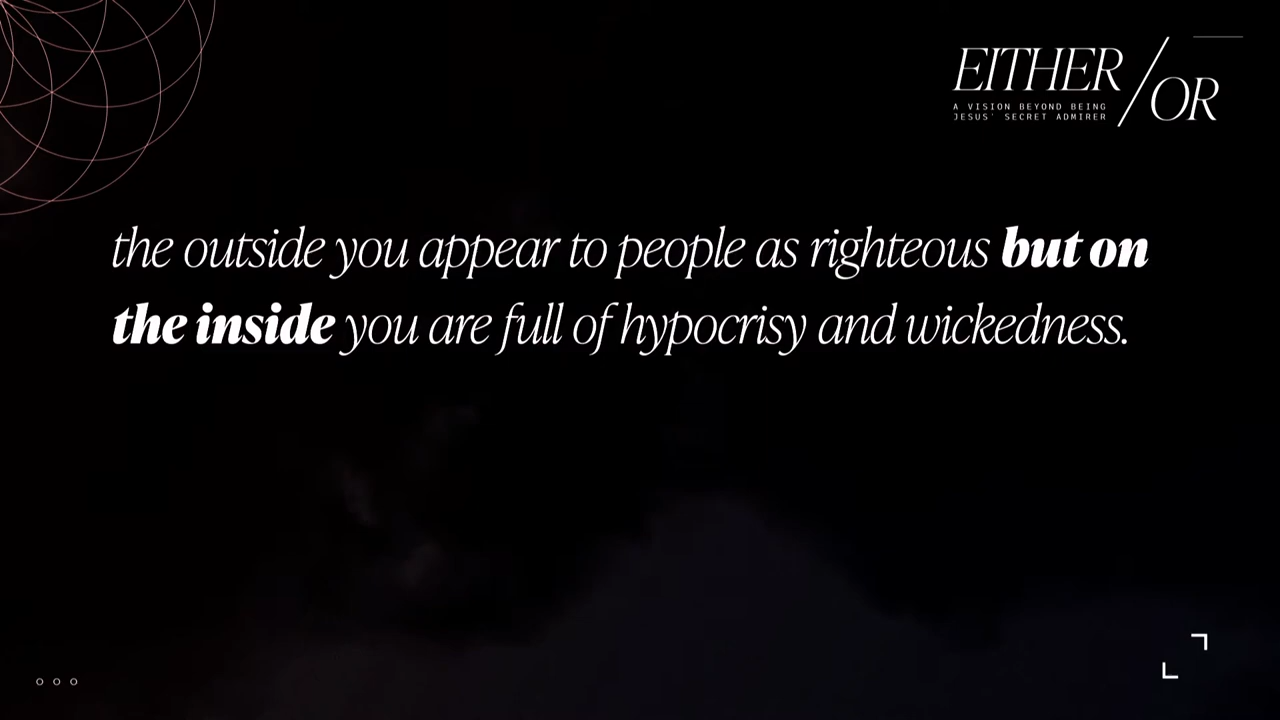 EITHER/OR
A VISION BEYOND BEING
JESUS' SECRET ADMIRER
the outside you appear to people as righteous but on
the inside you are full of hypocrisy and wickedness.